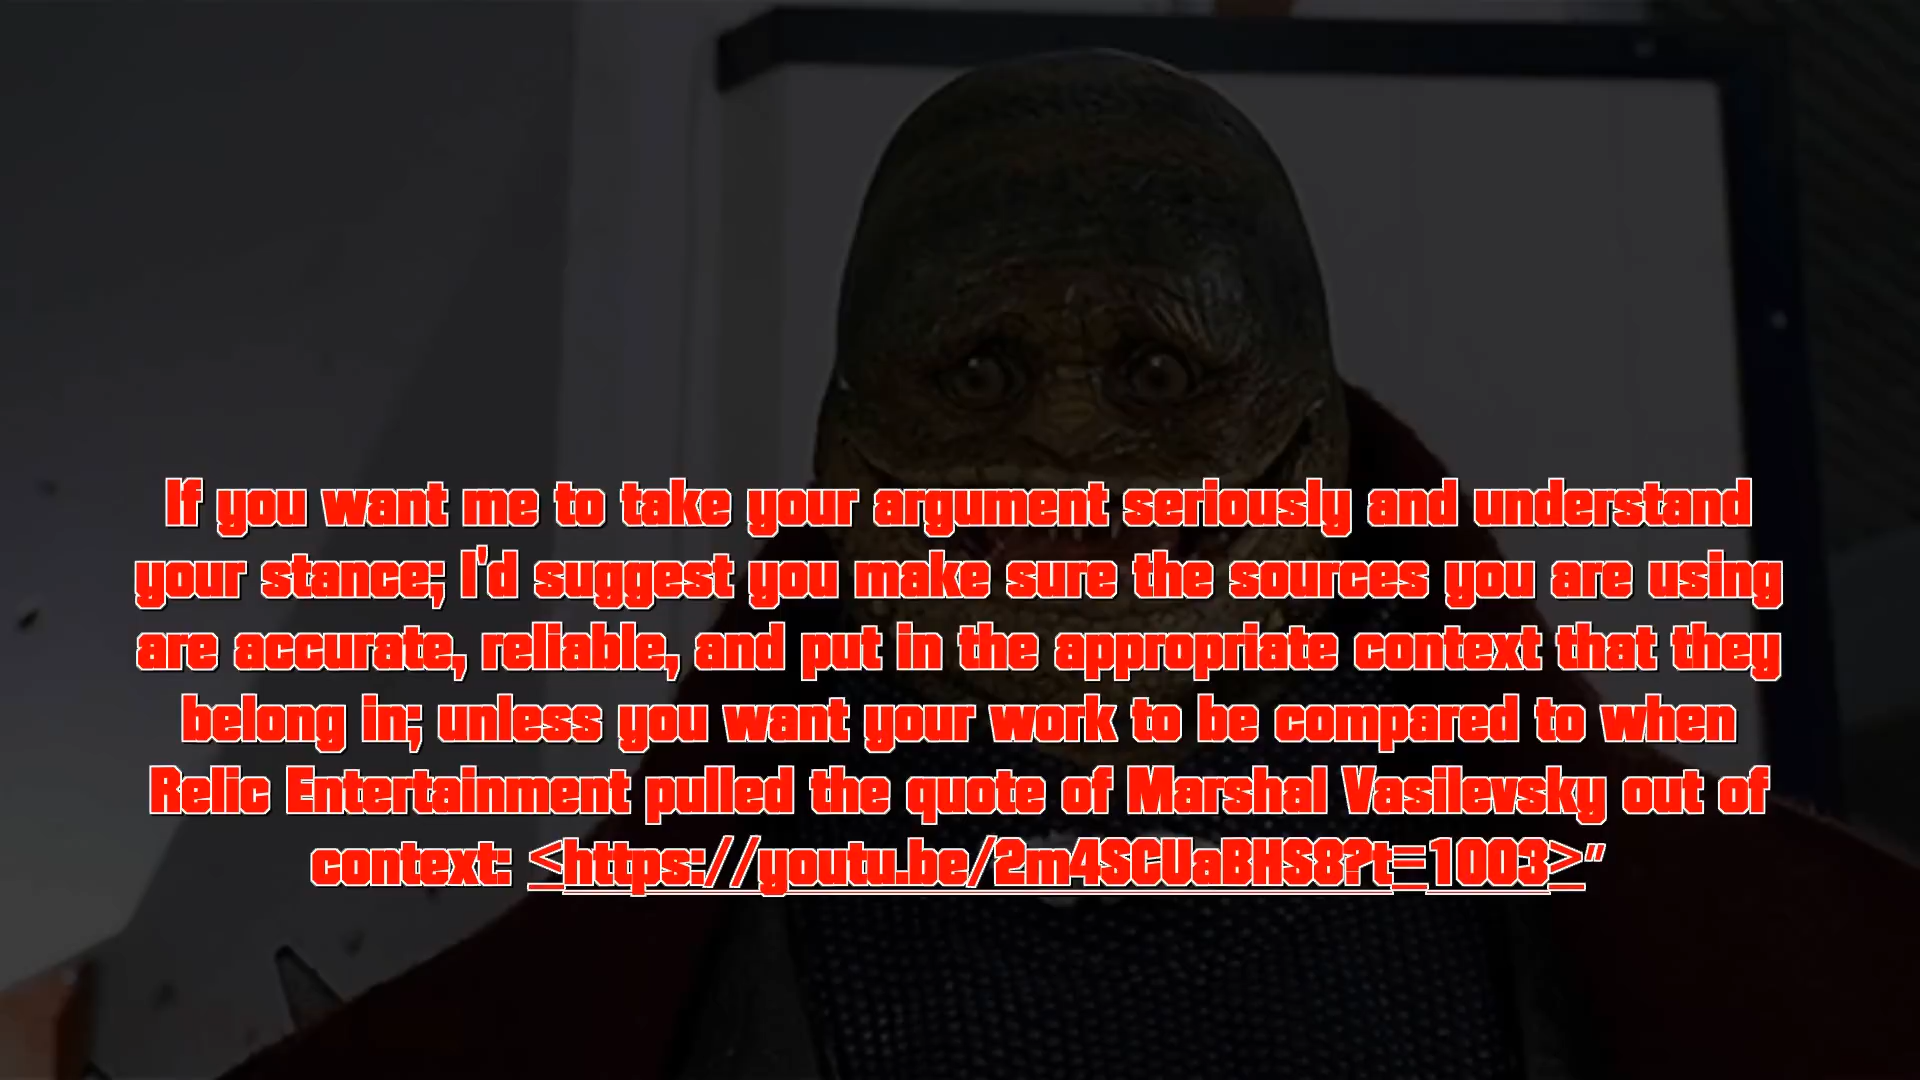 If you want me to take your argument seriously and understand
your stance; I'd suggest you make sure the sources you are using
are accurate, reliable, and put in the appropriate context that they
belong in; unless you want your work to be compared to when
Relic Entertainment pulled the quote of Marshal Vasilevsky out of
context: <https://youtu.be/2m4SCUaBHS8?t=1003>"